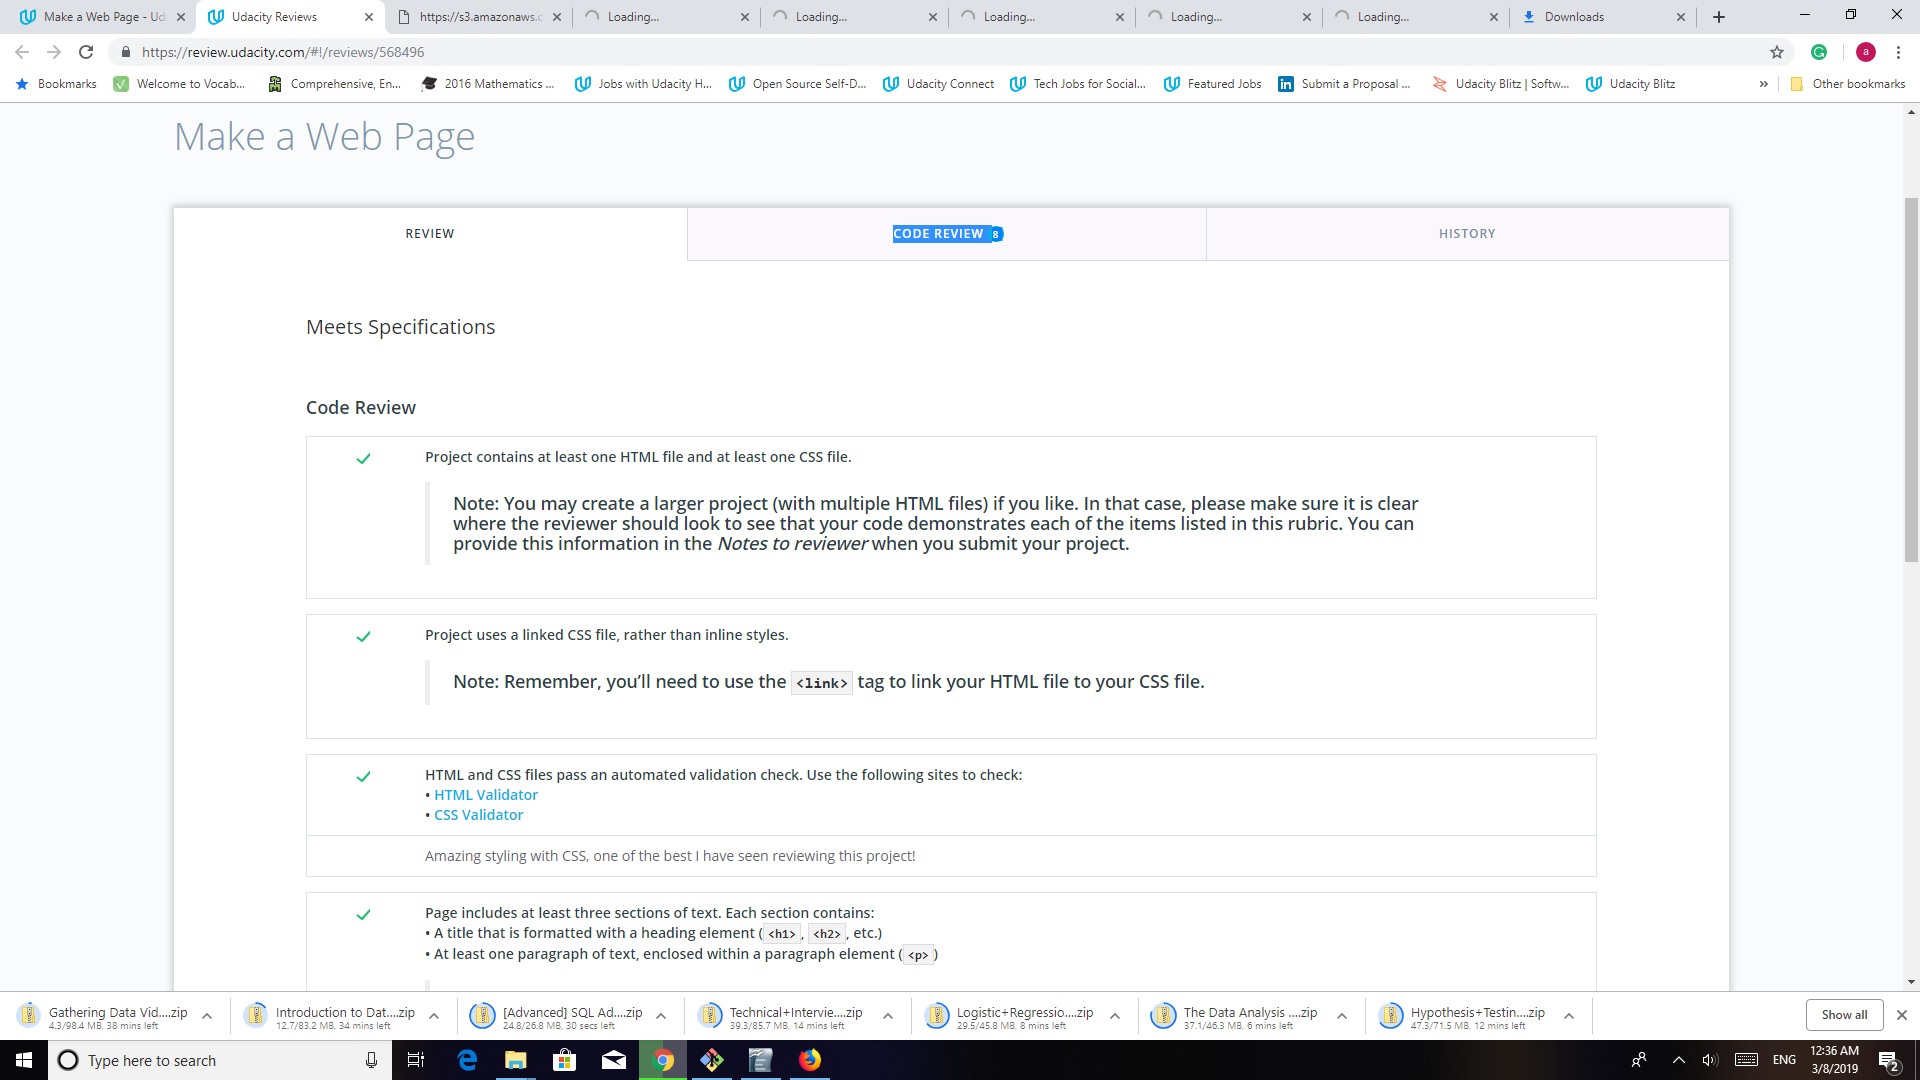 Make a Web Page - Ud
Udacity Reviews
https://s3.amazonaws.c
Loading...
Loading...
Loading...
Loading...
Loading...
Downloads
https://review.udacity.com/#!/reviews/568496
a
Bookmarks
Welcome to Vocab...
Comprehensive, En...
2016 Mathematics ...
Jobs with Udacity H...
Open Source Self-D...
Udacity Connect
Tech Jobs for Social...
Featured Jobs
Submit a Proposal ...
Udacity Blitz | Softw...
Udacity Blitz
Other bookmarks
Make a Web Page
REVIEW
CODE REVIEW 8
HISTORY
Meets Specifications
Code Review
Project contains at least one HTML file and at least one CSS file.
Note: You may create a larger project (with multiple HTML files) if you like. In that case, please make sure it is clear
where the reviewer should look to see that your code demonstrates each of the items listed in this rubric. You can
provide this information in the Notes to reviewer when you submit your project.
Project uses a linked CSS file, rather than inline styles.
Note: Remember, you’ll need to use the <link> tag to link your HTML file to your CSS file.
HTML and CSS files pass an automated validation check. Use the following sites to check:
• HTML Validator
• CSS Validator
Amazing styling with CSS, one of the best I have seen reviewing this project!
Page includes at least three sections of text. Each section contains:
• A title that is formatted with a heading element ( <h1> , <h2> , etc.)
• At least one paragraph of text, enclosed within a paragraph element ( <p> )
Gathering Data Vid....zip
4.3/98.4 MB, 38 mins left
Introduction to Dat....zip
12.7/83.2 MB, 34 mins left
[Advanced] SQL Ad....zip
24.8/26.8 MB, 30 secs left
Technical+Intervie....zip
39.3/85.7 MB, 14 mins left
Logistic+Regressio....zip
29.5/45.8 MB, 8 mins left
The Data Analysis ....zip
37.1/46.3 MB, 6 mins left
Hypothesis+Testin....zip
47.3/71.5 MB, 12 mins left
Show all
Type here to search
ENG
12:36 AM
3/8/2019
2